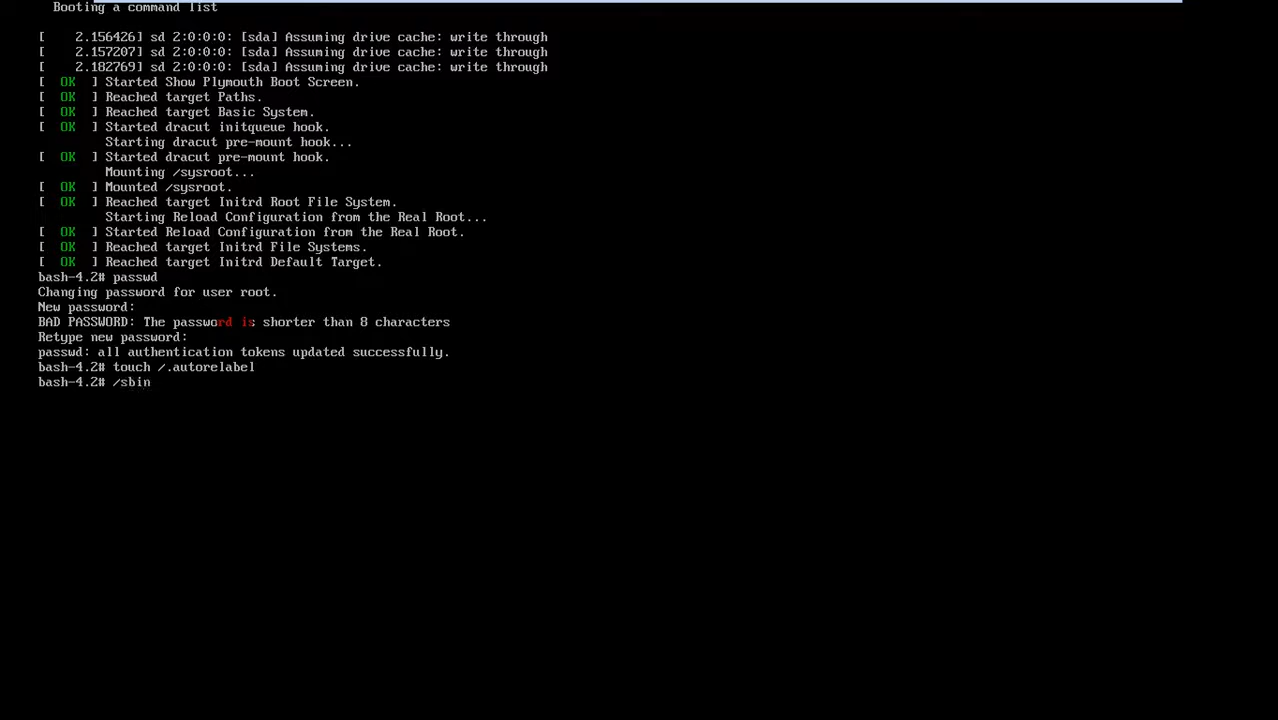 Booting a command list
[    2.156426] sd 2:0:0:0: [sda] Assuming drive cache: write through
[    2.157207] sd 2:0:0:0: [sda] Assuming drive cache: write through
[    2.182769] sd 2:0:0:0: [sda] Assuming drive cache: write through
[  OK  ] Started Show Plymouth Boot Screen.
[  OK  ] Reached target Paths.
[  OK  ] Reached target Basic System.
[  OK  ] Started dracut initqueue hook.
         Starting dracut pre-mount hook...
[  OK  ] Started dracut pre-mount hook.
         Mounting /sysroot...
[  OK  ] Mounted /sysroot.
[  OK  ] Reached target Initrd Root File System.
         Starting Reload Configuration from the Real Root...
[  OK  ] Started Reload Configuration from the Real Root.
[  OK  ] Reached target Initrd File Systems.
[  OK  ] Reached target Initrd Default Target.
bash-4.2# passwd
Changing password for user root.
New password:
BAD PASSWORD: The password is shorter than 8 characters
Retype new password:
passwd: all authentication tokens updated successfully.
bash-4.2# touch /.autorelabel
bash-4.2# /sbin